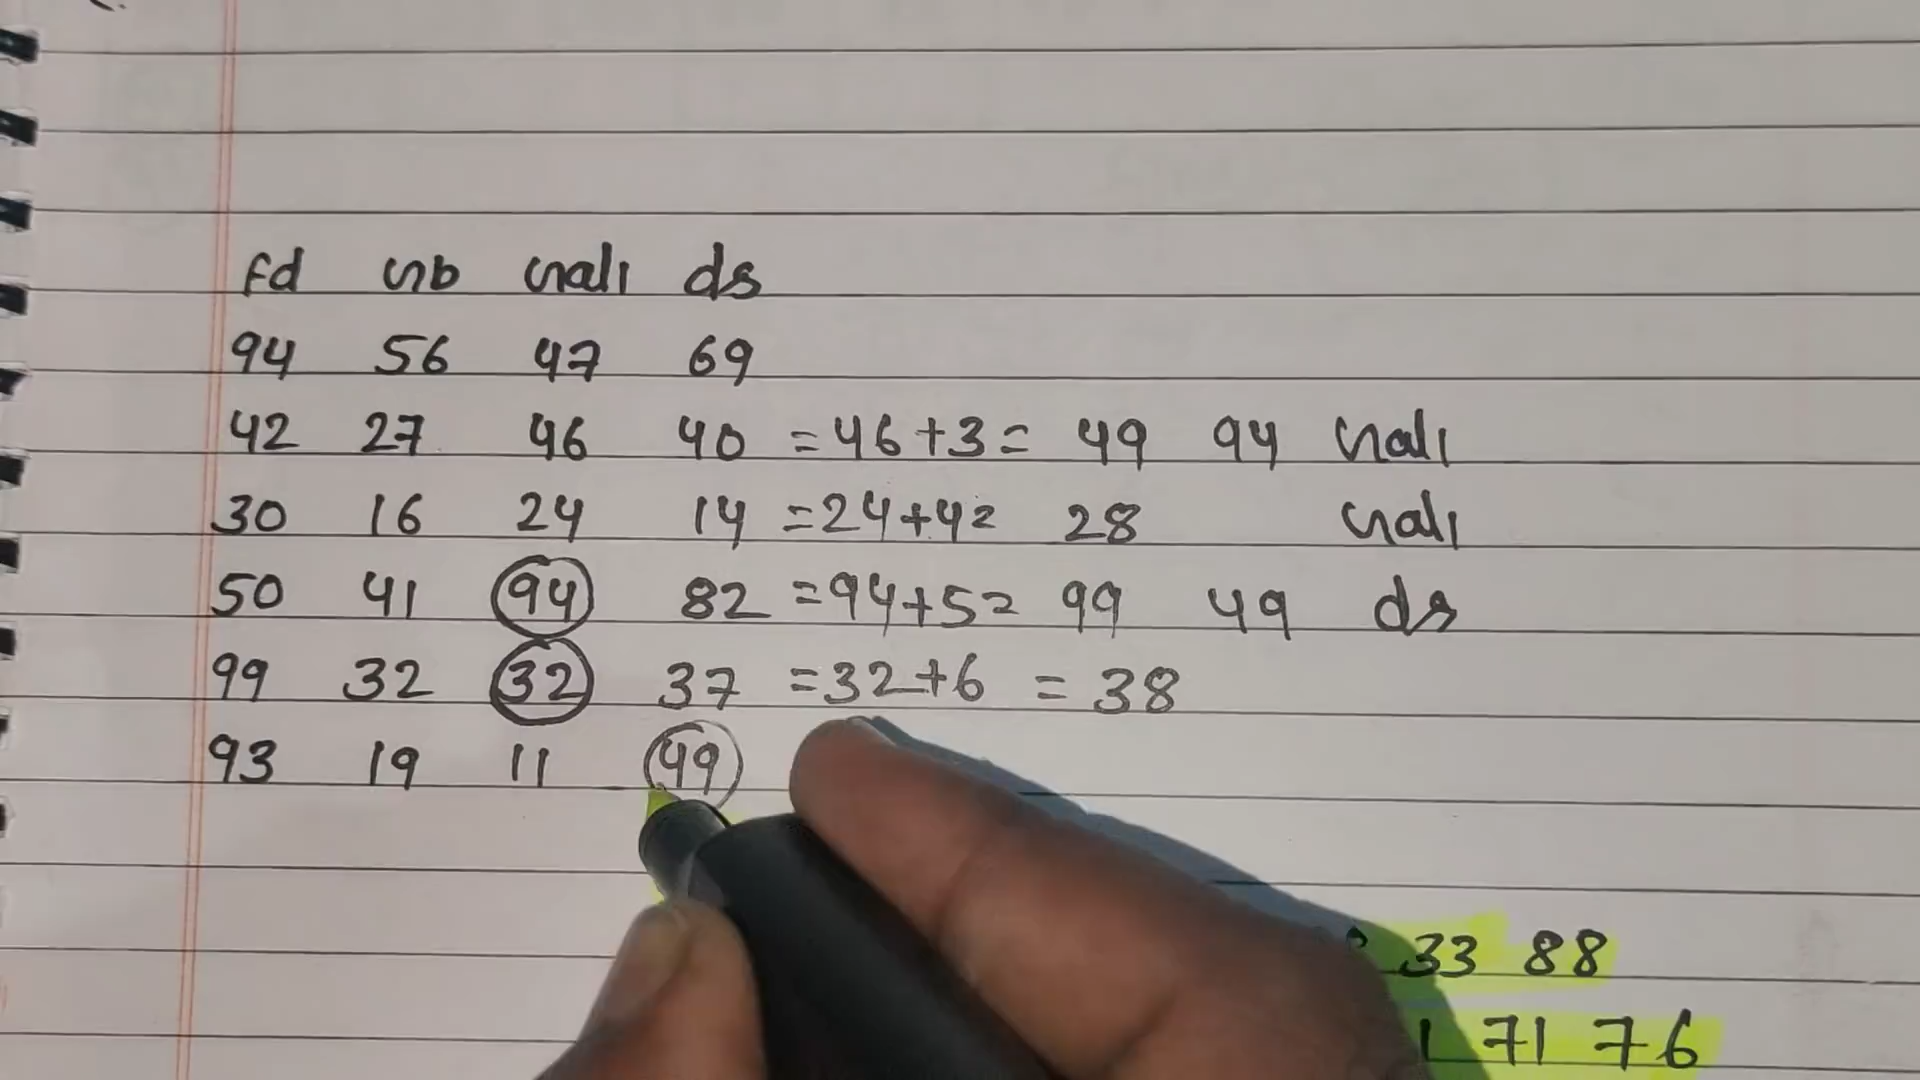 Fd gb gali ds
94 56 47 69
42 27 46 40 =46+3= 49 94 gali
30 16 24 14 =24+4= 28 gali
50 41 94 82 =94+5= 99 49 ds
99 32 32 37 =32+6 = 38
93 19 11 49
33 88
71 76